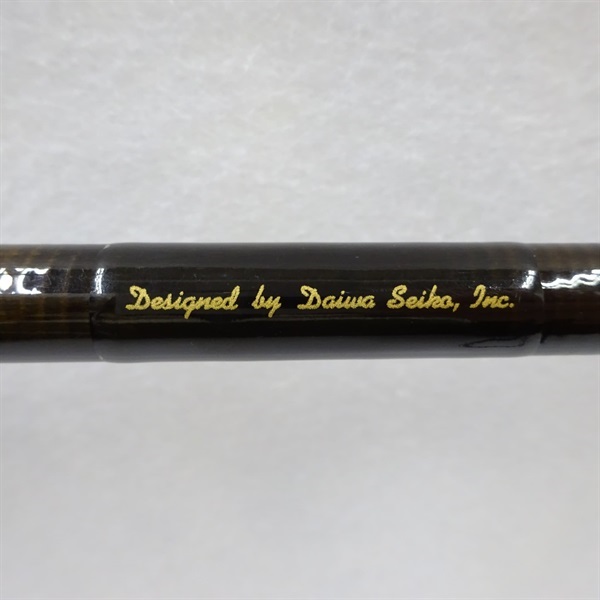 Designed by Daiwa Seiko, Inc.